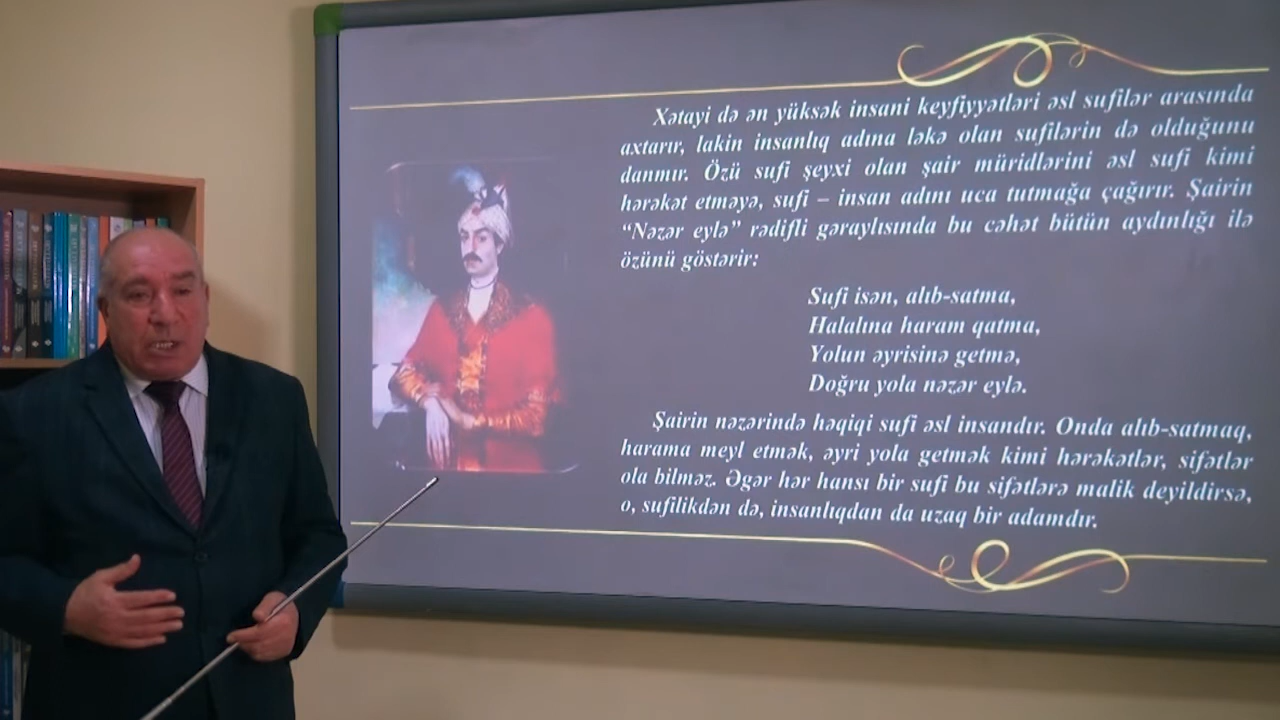 Xətayi də ən yüksək insani keyfiyyətləri əsl sufilər arasında
axtarır, lakin insanlıq adına ləkə olan sufilərin də olduğunu
danmır. Özü sufi şeyxi olan şair müridlərini əsl sufi kimi
hərəkət etməyə, sufi – insan adını uca tutmağa çağırır. Şairin
“Nəzər eylə” rədifli gəraylısında bu cəhət bütün aydınlığı ilə
özünü göstərir:
Sufi isən, alıb-satma,
Halalına haram qatma,
Yolun əyrisinə getmə,
Doğru yola nəzər eylə.
Şairin nəzərində həqiqi sufi əsl insandır. Onda alıb-satmaq,
harama meyl etmək, əyri yola getmək kimi hərəkətlər, sifətlər
ola bilməz. Əgər hər hansı bir sufi bu sifətlərə malik deyildirsə,
o, sufilikdən də, insanlıqdan da uzaq bir adamdır.